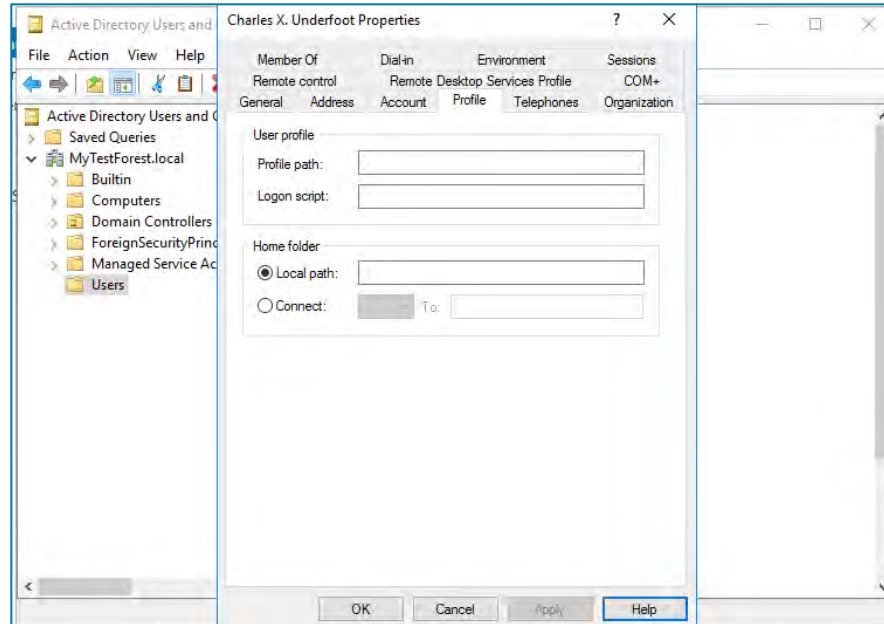 Active Directory Users and
File Action View Help
Active Directory Users and C
Saved Queries
MyTestForest.local
Builtin
Computers
Domain Controllers
ForeignSecurityPrinc
Managed Service Ac
Users
Charles X. Underfoot Properties
?
Member Of Dial-in Environment Sessions
Remote control Remote Desktop Services Profile COM+
General Address Account Profile Telephones Organization
User profile
Profile path:
Logon script:
Home folder
Local path:
Connect: To:
OK Cancel Apply Help